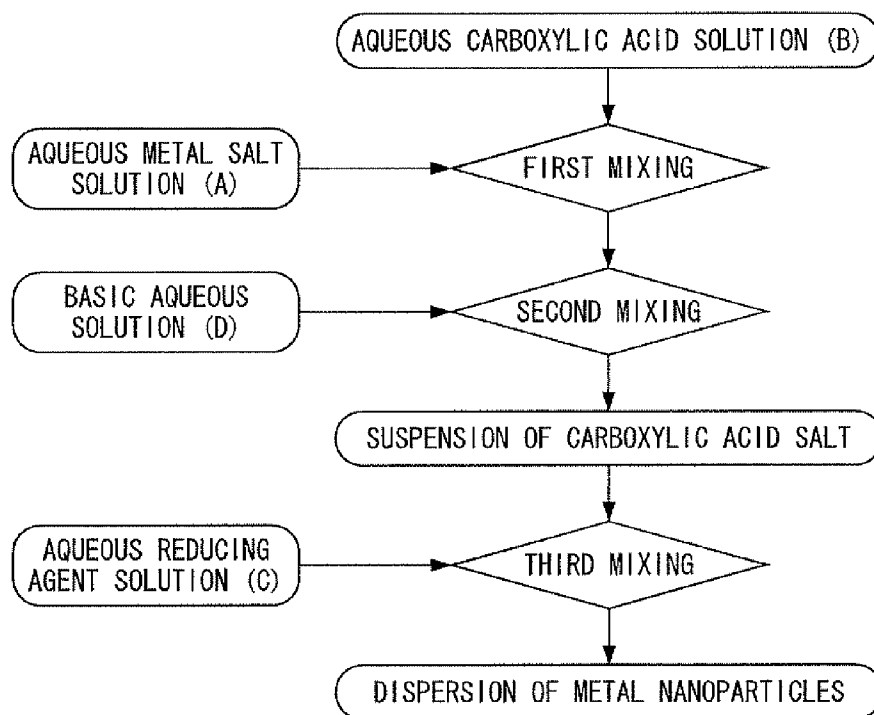 AQUEOUS CARBOXYLIC ACID SOLUTION (B)
AQUEOUS METAL SALT
SOLUTION (A)
FIRST MIXING
BASIC AQUEOUS
SOLUTION (D)
SECOND MIXING
SUSPENSION OF CARBOXYLIC ACID SALT
AQUEOUS REDUCING
AGENT SOLUTION (C)
THIRD MIXING
DISPERSION OF METAL NANOPARTICLES